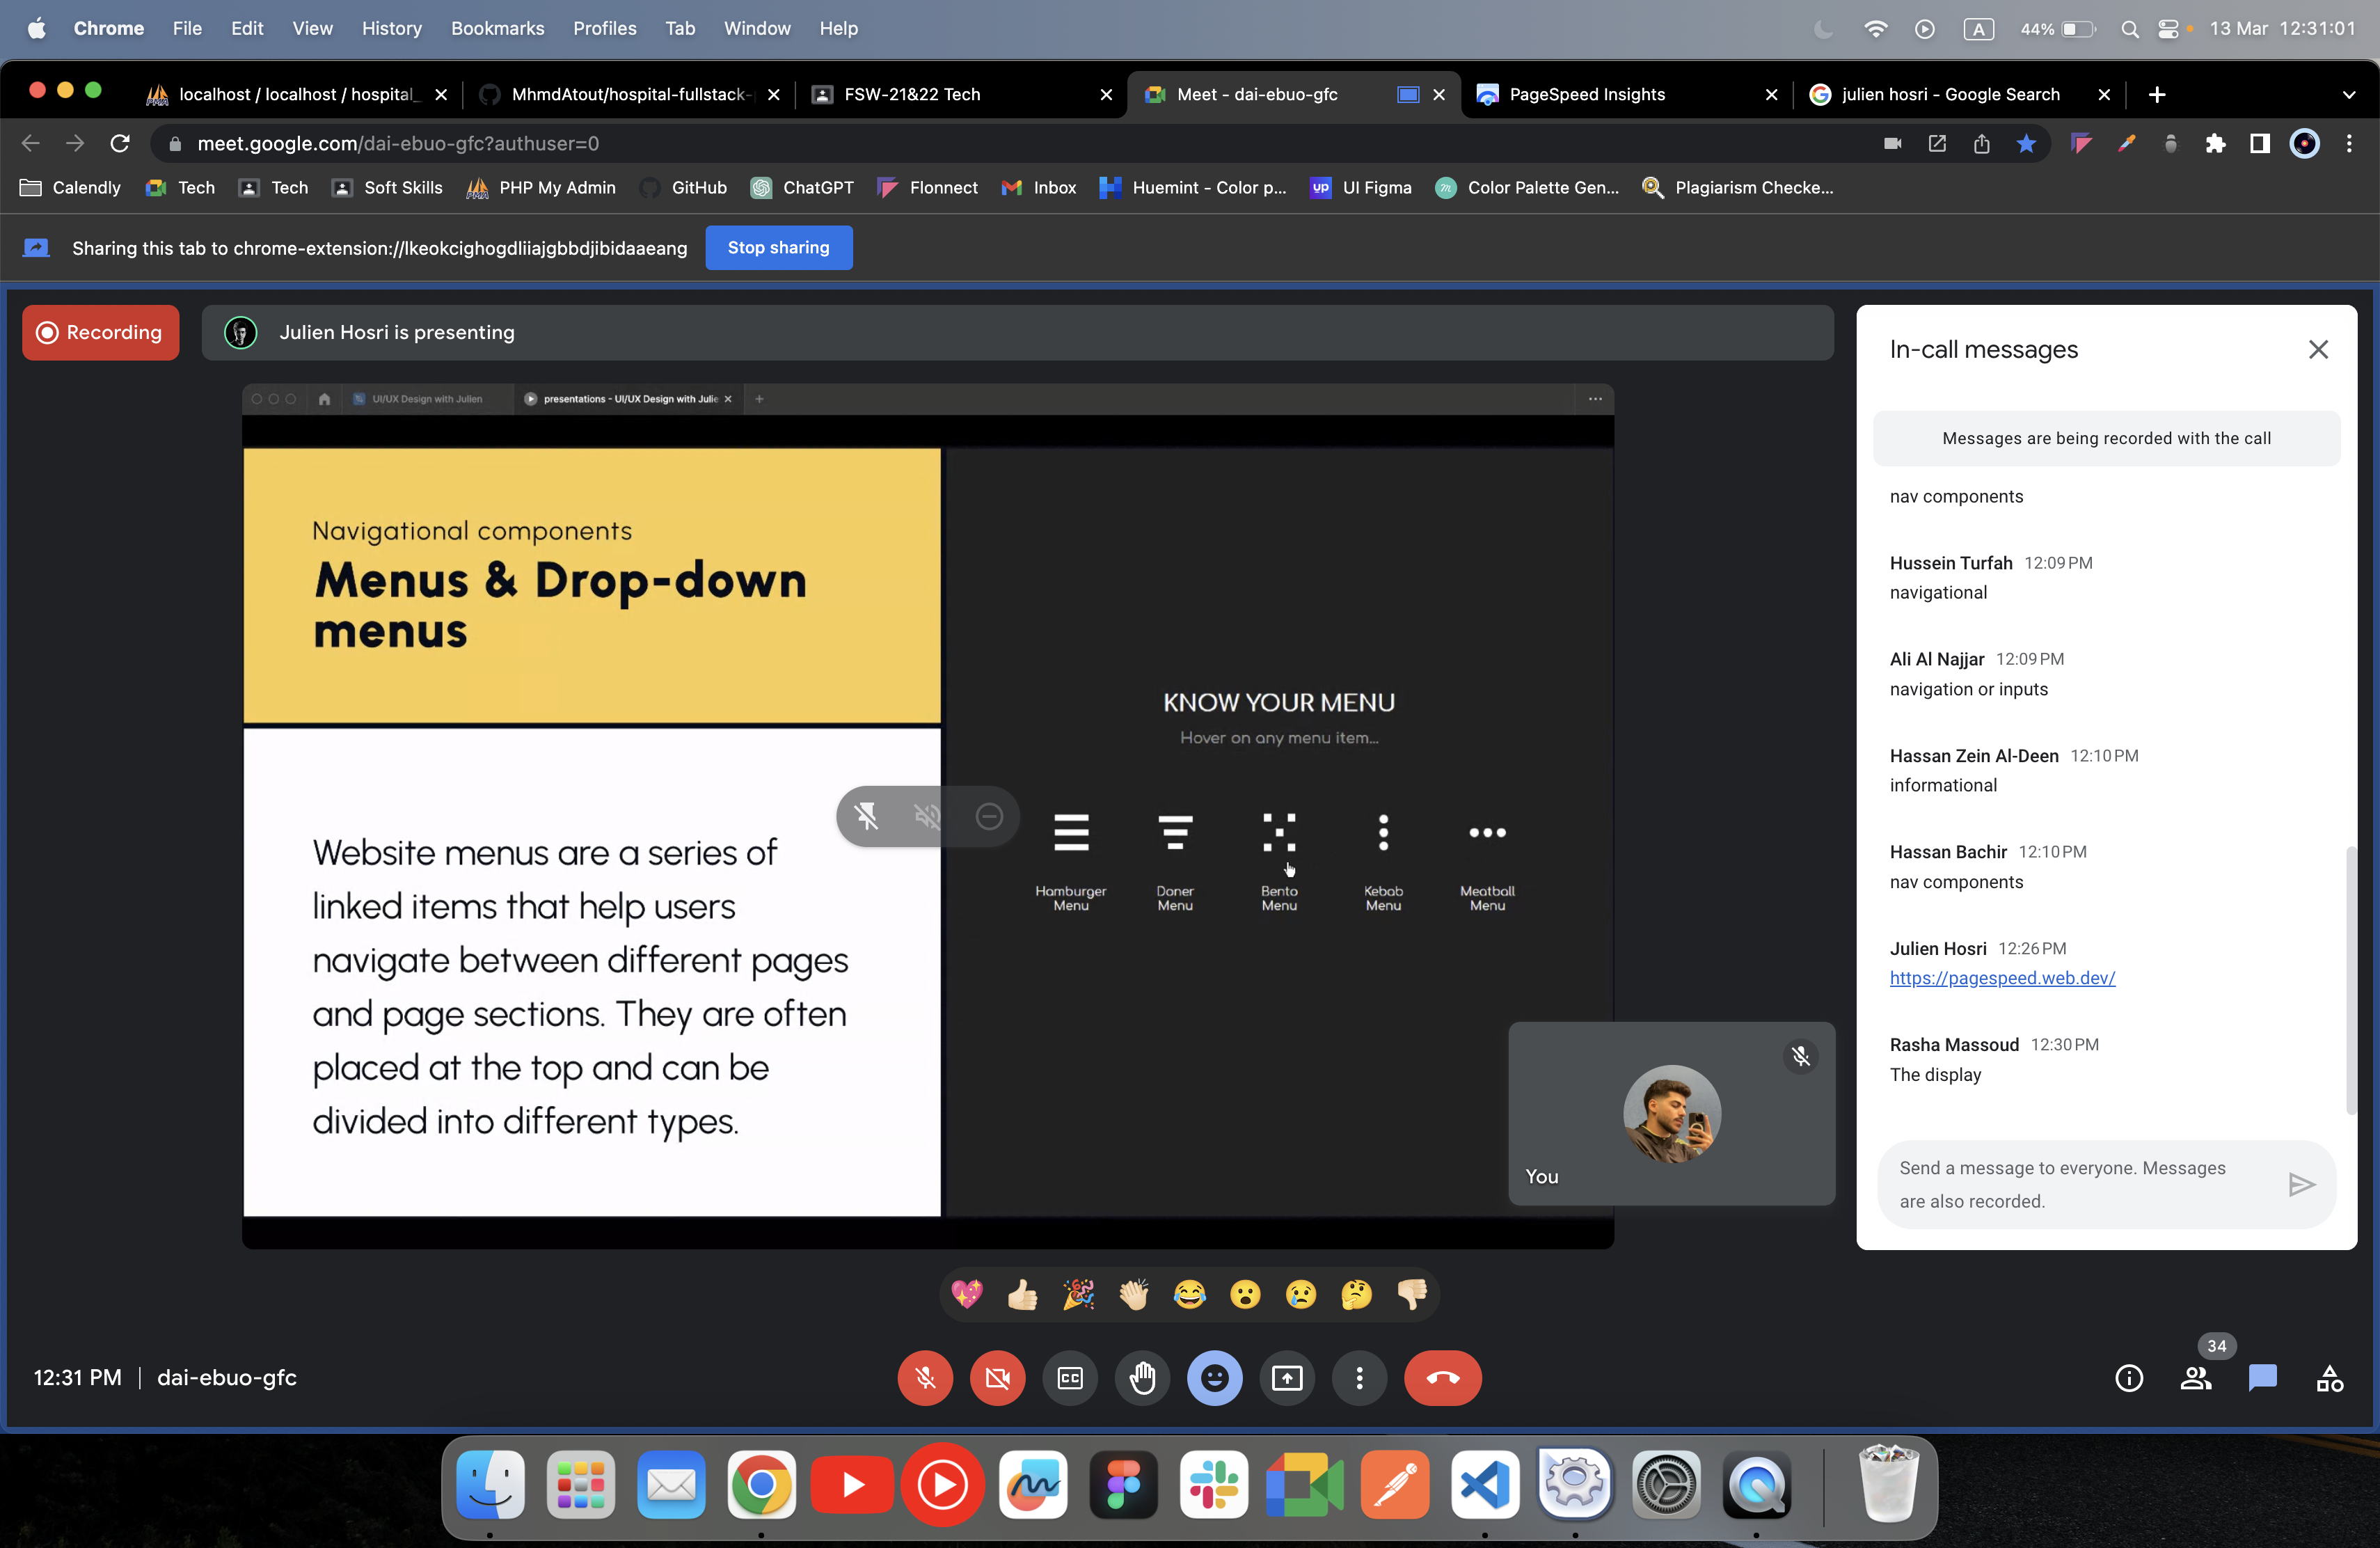 Chrome File Edit View History Bookmarks Profiles Tab Window Help
A 44% 13 Mar 12:31:01
localhost / localhost / hospital_
MhmdAtout/hospital-fullstack-
FSW-21&22 Tech
Meet - dai-ebuo-gfc
PageSpeed Insights
julien hosri - Google Search
meet.google.com/dai-ebuo-gfc?authuser=0
Calendly Tech Tech Soft Skills PHP My Admin GitHub ChatGPT Flonnect Inbox Huemint - Color p... UI Figma Color Palette Gen... Plagiarism Checke...
Sharing this tab to chrome-extension://lkeokcighogdliiajgbbdjibidaaeang
Stop sharing
Recording
Julien Hosri is presenting
UI/UX Design with Julien
presentations - UI/UX Design with Julie
Navigational components
Menus & Drop-down
menus
Website menus are a series of
linked items that help users
navigate between different pages
and page sections. They are often
placed at the top and can be
divided into different types.
KNOW YOUR MENU
Hover on any menu item...
Hamburger
Menu
Doner
Menu
Bento
Menu
Kebab
Menu
Meatball
Menu
You
In-call messages
Messages are being recorded with the call
nav components
Hussein Turfah 12:09 PM
navigational
Ali Al Najjar 12:09 PM
navigation or inputs
Hassan Zein Al-Deen 12:10 PM
informational
Hassan Bachir 12:10 PM
nav components
Julien Hosri 12:26 PM
https://pagespeed.web.dev/
Rasha Massoud 12:30 PM
The display
Send a message to everyone. Messages
are also recorded.
12:31 PM | dai-ebuo-gfc
CC
34